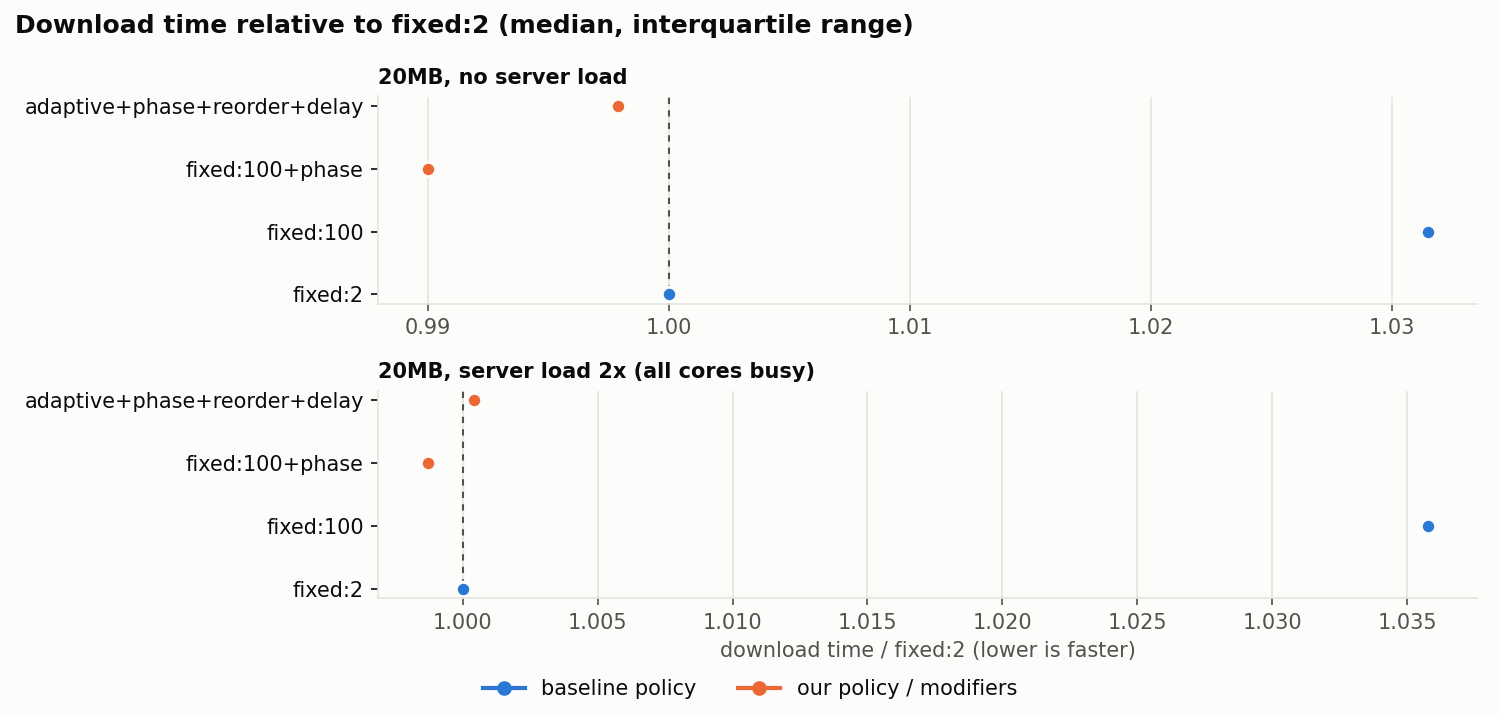 Download time relative to fixed:2 (median, interquartile range)
20MB, no server load
adaptive+phase+reorder+delay
fixed:100+phase
fixed:100
fixed:2
0.99 1.00 1.01 1.02 1.03
20MB, server load 2x (all cores busy)
adaptive+phase+reorder+delay
fixed:100+phase
fixed:100
fixed:2
1.000 1.005 1.010 1.015 1.020 1.025 1.030 1.035
download time / fixed:2 (lower is faster)
baseline policy our policy / modifiers